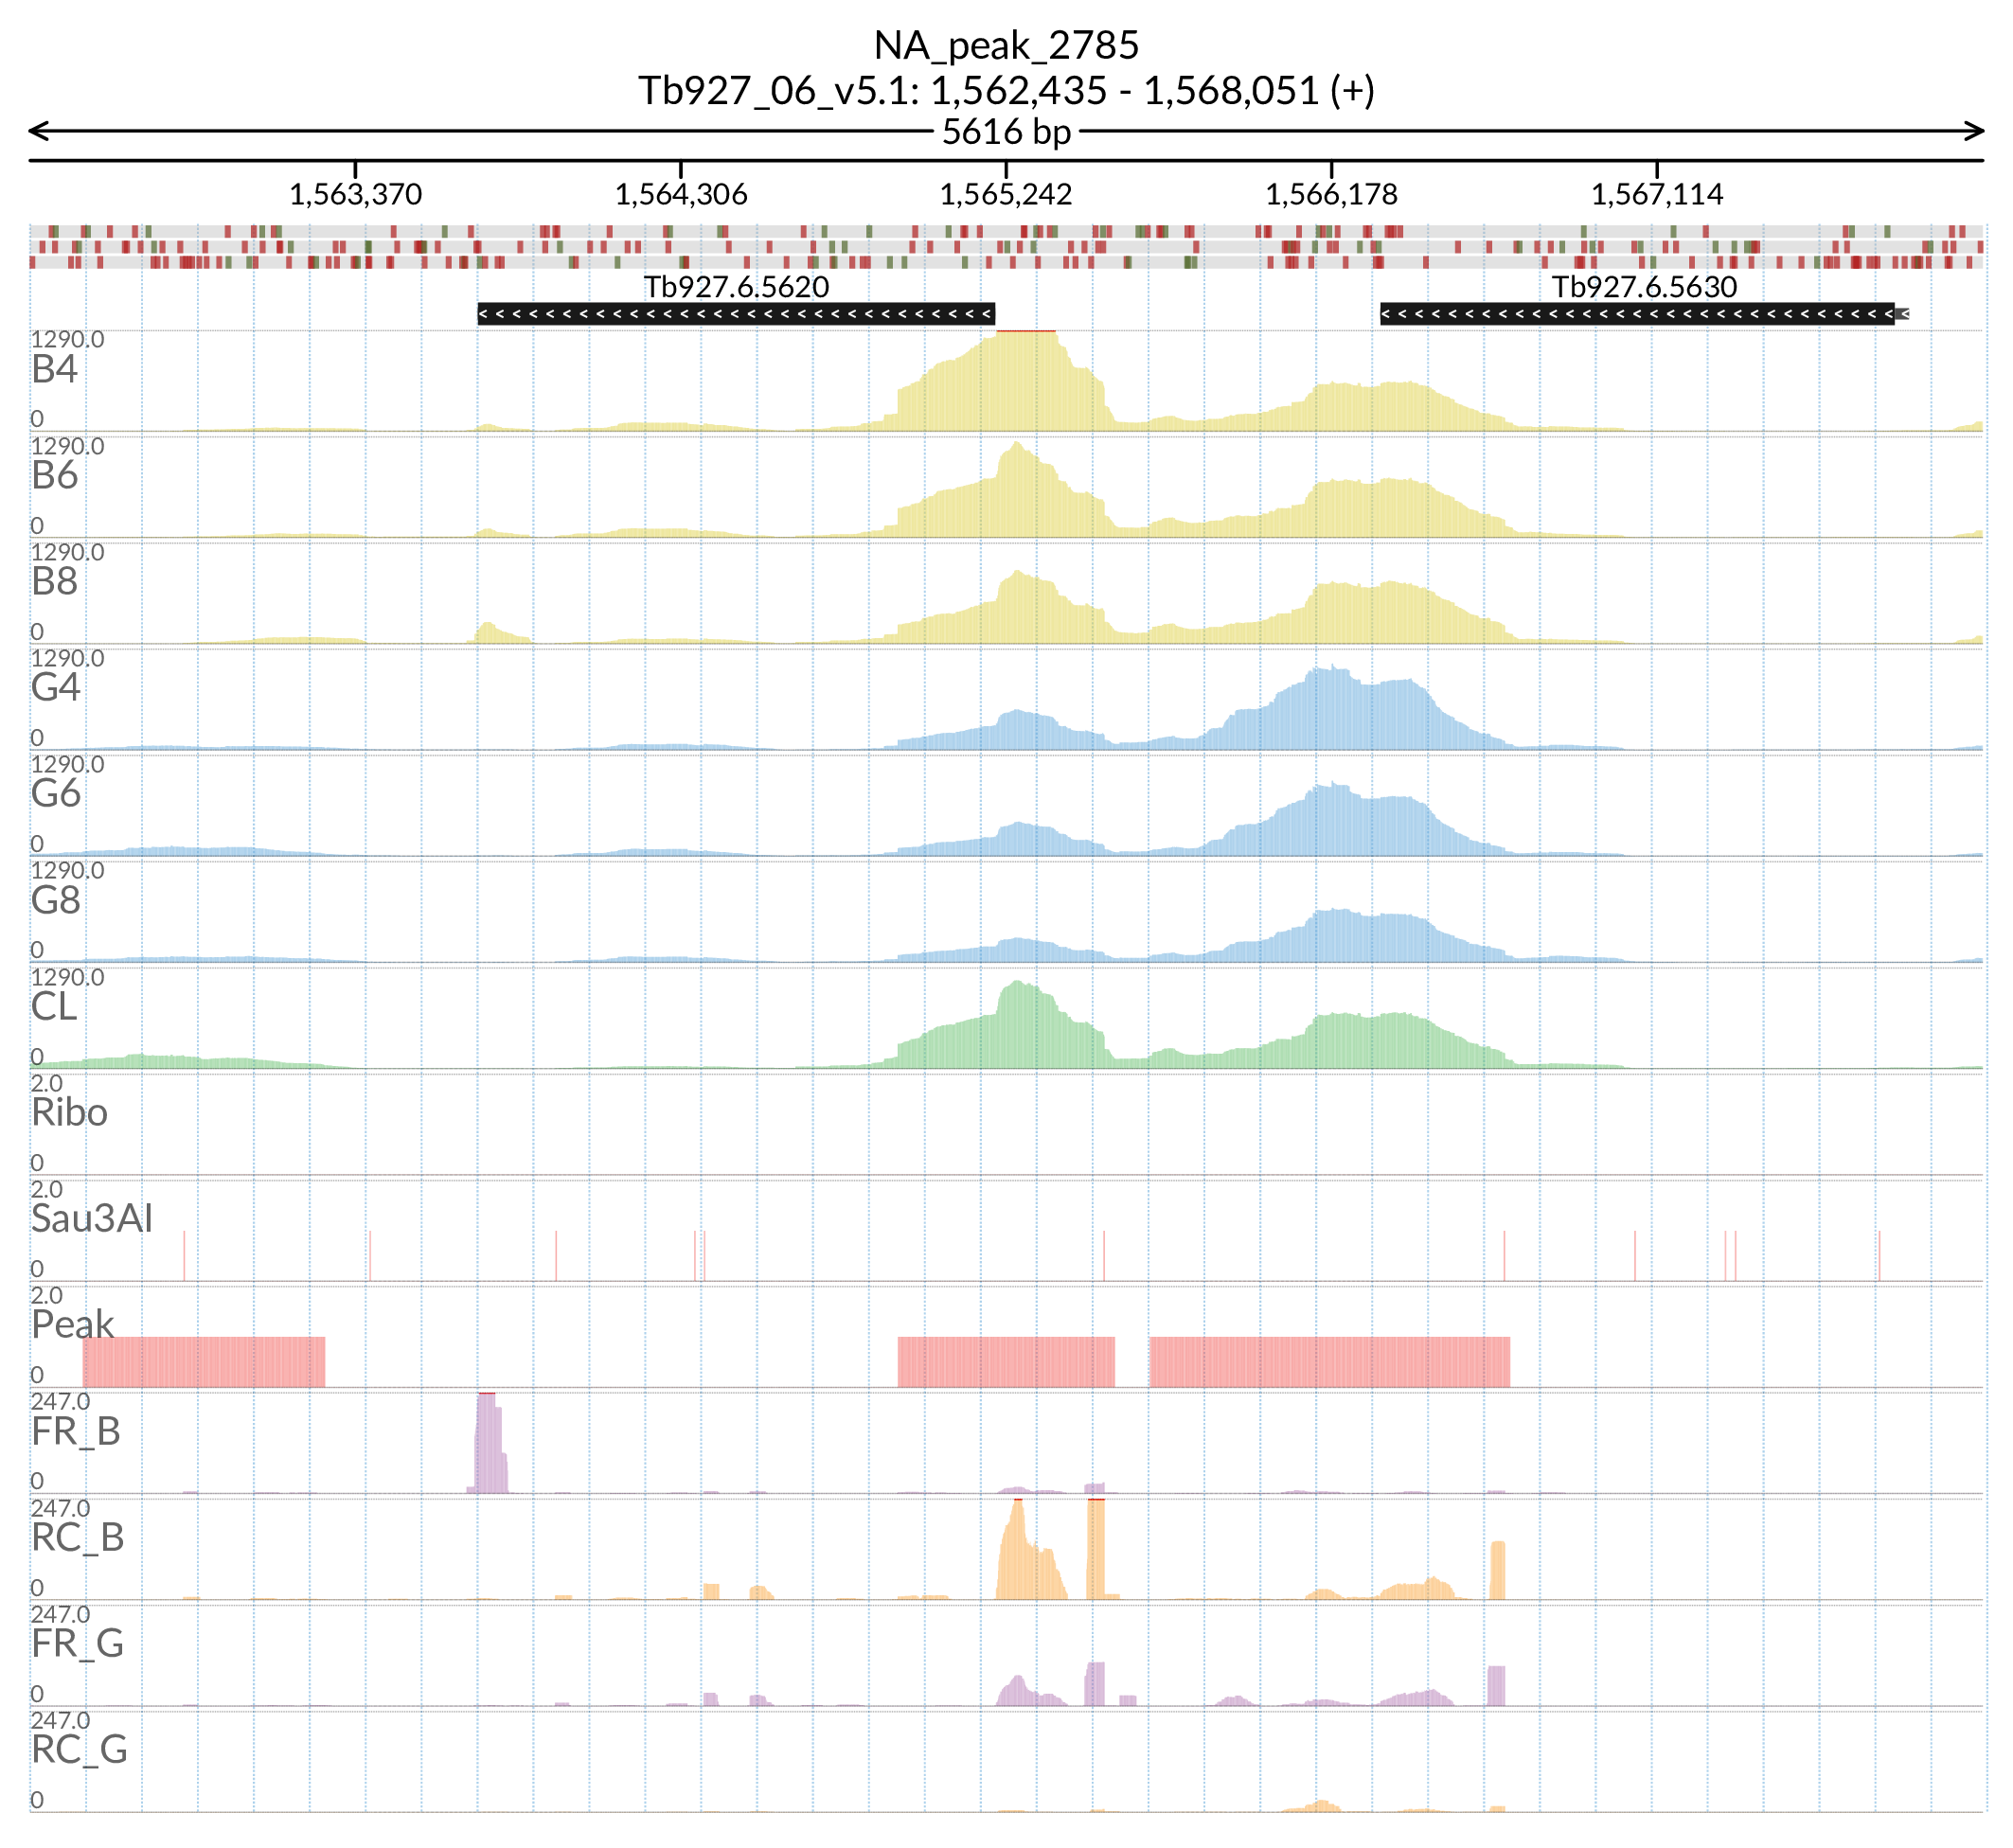 NA_peak_2785
Tb927_06_v5.1: 1,562,435 - 1,568,051 (+)
5616 bp
1,563,370 1,564,306 1,565,242 1,566,178 1,567,114
Tb927.6.5620 Tb927.6.5630
1290.0
B4
0
1290.0
B6
0
1290.0
B8
0
1290.0
G4
0
1290.0
G6
0
1290.0
G8
0
1290.0
CL
0
2.0
Ribo
0
2.0
Sau3AI
0
2.0
Peak
0
247.0
FR_B
0
247.0
RC_B
0
247.0
FR_G
0
247.0
RC_G
0